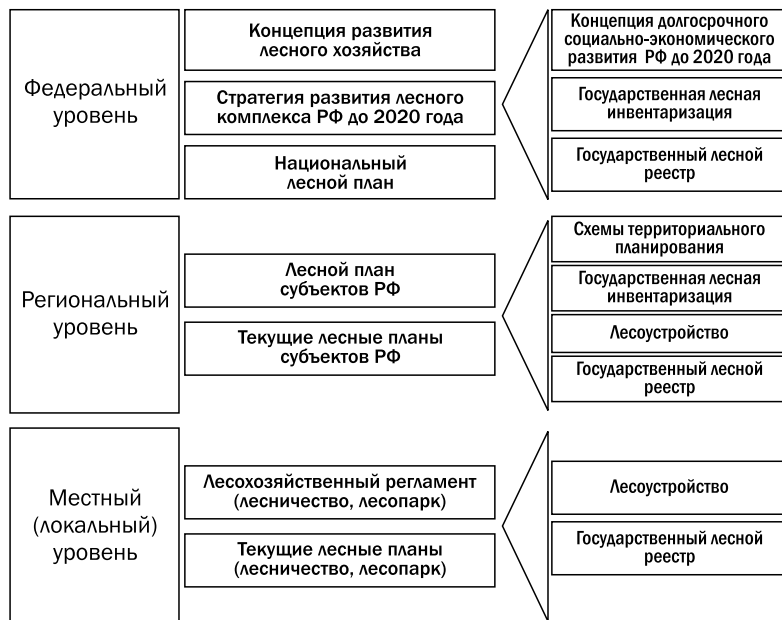 Федеральный
уровень
Концепция развития
лесного хозяйства
Стратегия развития лесного
комплекса РФ до 2020 года
Национальный
лесной план
Концепция долгосрочного
социально-экономического
развития РФ до 2020 года
Государственная лесная
инвентаризация
Государственный лесной
реестр
Региональный
уровень
Лесной план
субъектов РФ
Текущие лесные планы
субъектов РФ
Схемы территориального
планирования
Государственная лесная
инвентаризация
Лесоустройство
Государственный лесной
реестр
Местный
(локальный)
уровень
Лесохозяйственный регламент
(лесничество, лесопарк)
Текущие лесные планы
(лесничество, лесопарк)
Лесоустройство
Государственный лесной
реестр